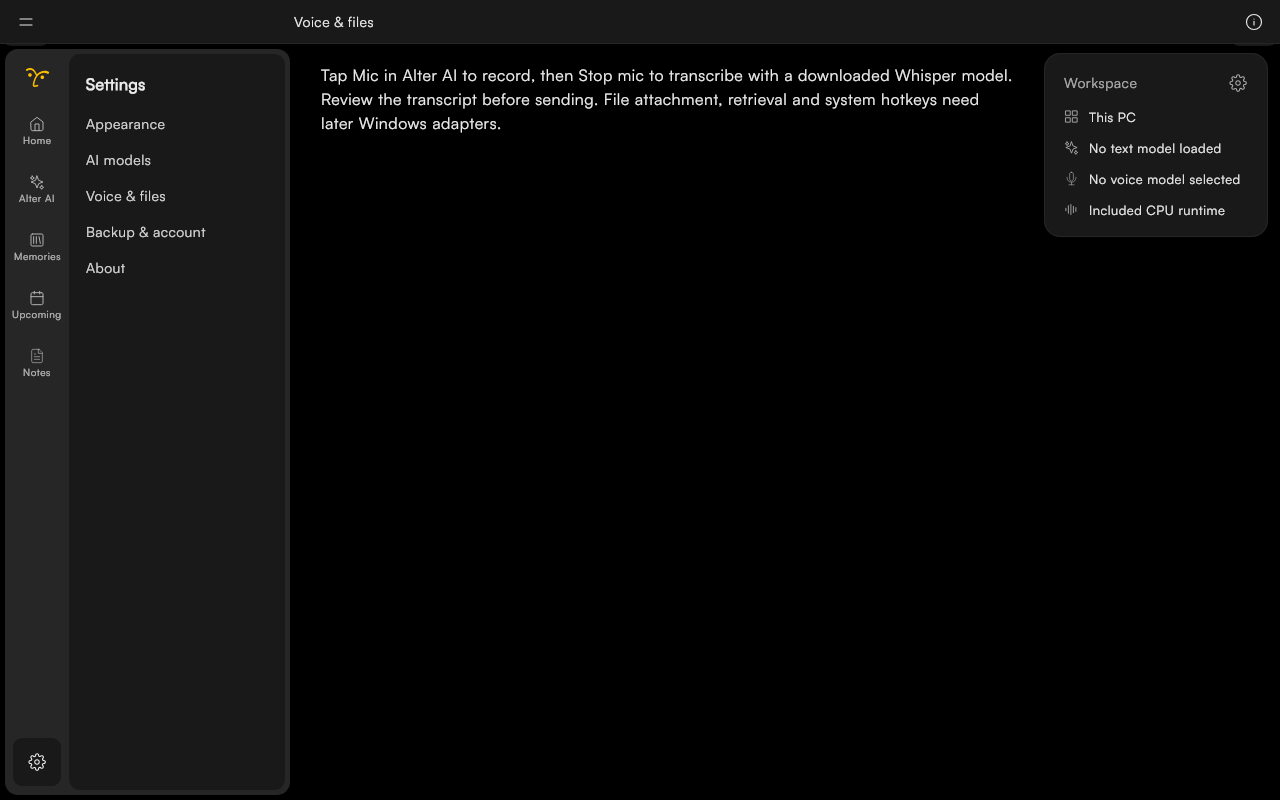 Voice & files
Settings
Appearance
AI models
Voice & files
Backup & account
About
Home
Alter AI
Memories
Upcoming
Notes
Tap Mic in Alter AI to record, then Stop mic to transcribe with a downloaded Whisper model.
Review the transcript before sending. File attachment, retrieval and system hotkeys need
later Windows adapters.
Workspace
This PC
No text model loaded
No voice model selected
Included CPU runtime